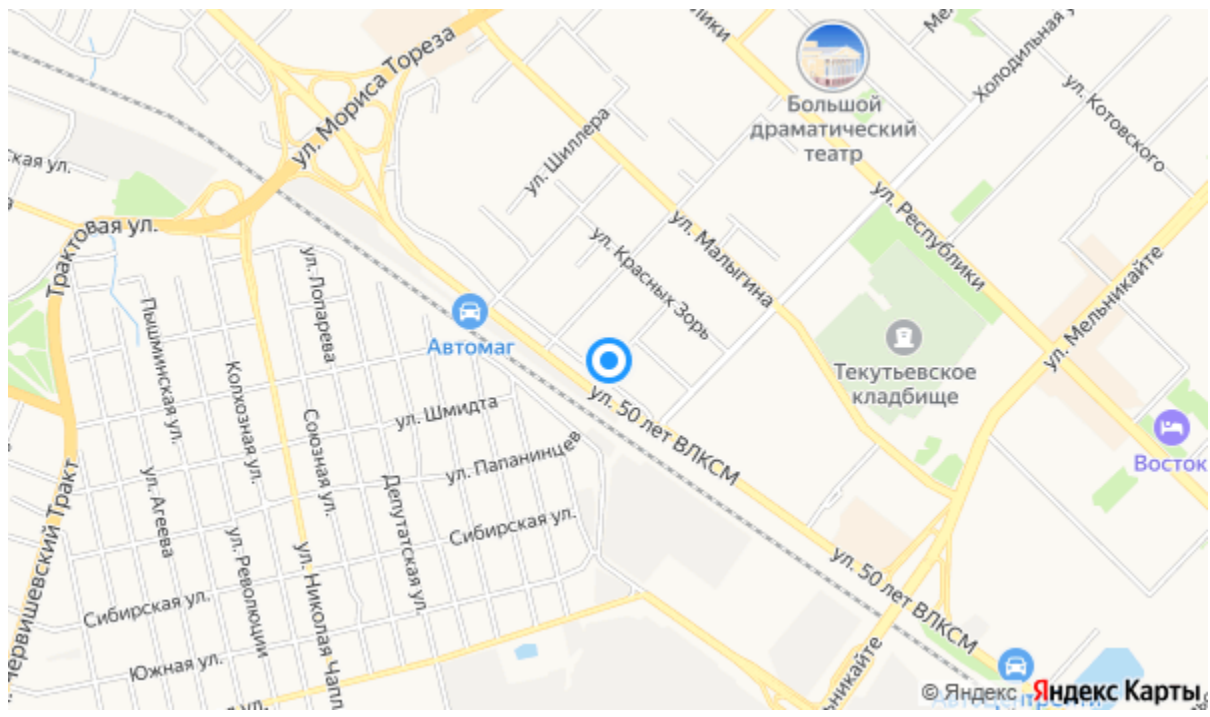 ул. Мориса Тореза
Холодильная у
ул. Котовского
Большой
драматический
театр
ул. Шиллера
ская ул.
ул. Республики
ул. Малыгина
Трактовая ул.
ул. Красных Зорь
ул. Мельникайте
ул. Лопарева
Автомаг
Пышминская ул.
Текутьевское
кладбище
Колхозная ул.
ул. Шмидта
ул. 50 лет ВЛКСМ
Восток
Союзная ул.
ул. Папанинцев
ул. Агеева
Депутатская ул.
Сибирская ул.
Червишевский Тракт
ул. Революции
ул. Николая Чапл
ул. 50 лет ВЛКСМ
Сибирская ул.
Южная ул.
льникайте
я ул.
© Яндекс Яндекс Карты